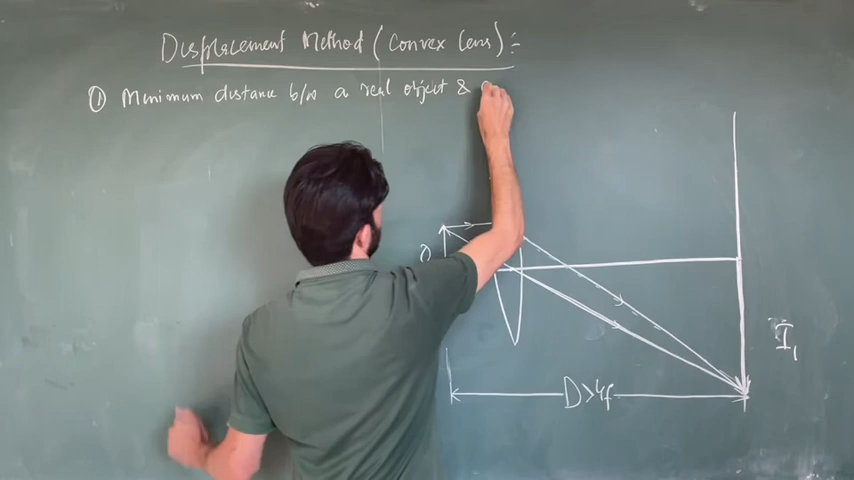 Displacement Method (Convex Lens) :-
① Minimum distance b/w a real object &
O
I₁
D>4f